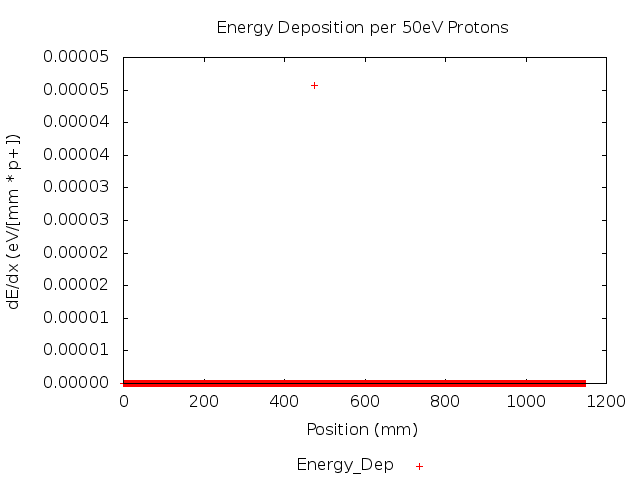 Energy Deposition per 50eV Protons
0.00005
0.00005
0.00004
0.00004
0.00003
0.00003
0.00002
0.00002
0.00001
0.00001
0.00000
dE/dx (eV/[mm * p+])
0 200 400 600 800 1000 1200
Position (mm)
Energy_Dep